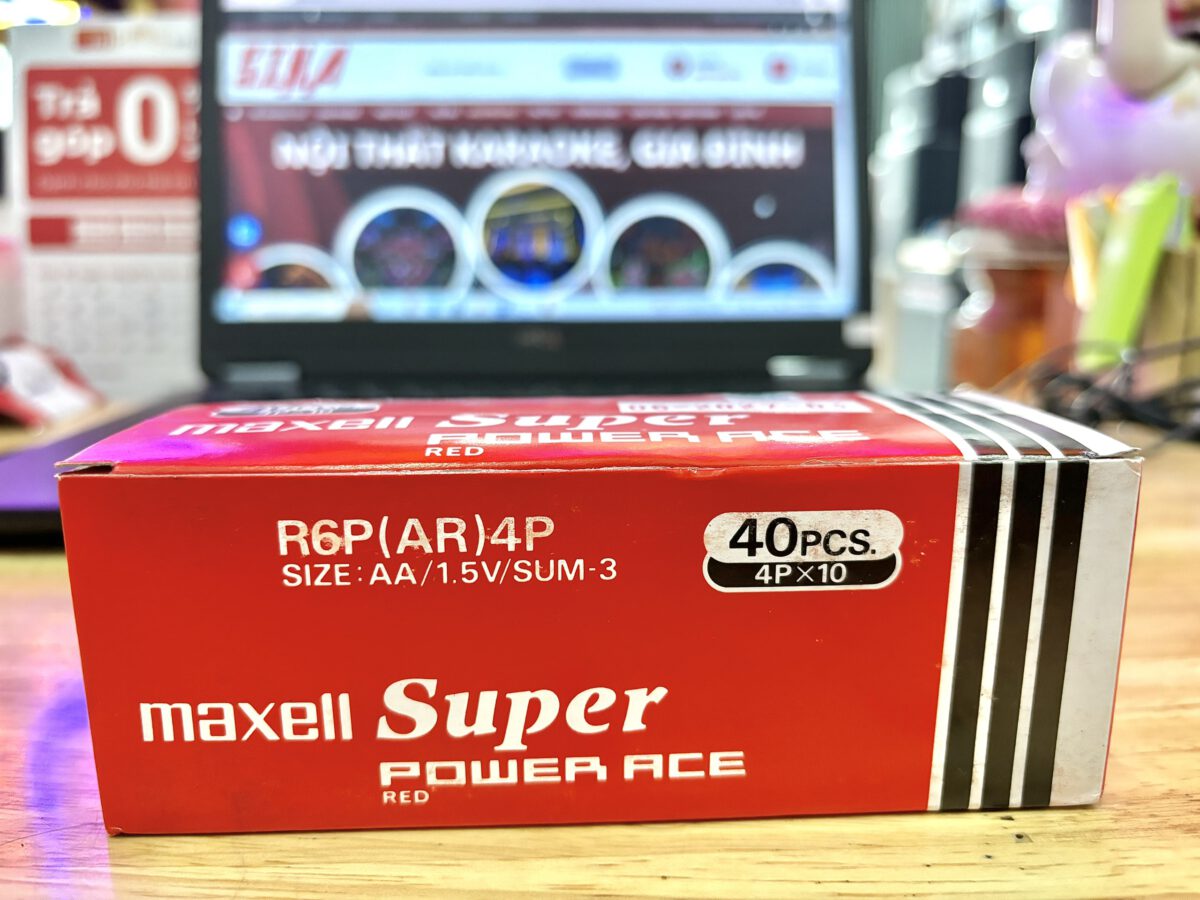 Trả
góp 0
NỘI THẤT KARAOKE, GIA ĐÌNH
maxell Super
POWER ACE
RED
R6P(AR)4P
SIZE: AA/1.5V/SUM-3
40PCS.
4P×10
maxell Super
POWER ACE
RED